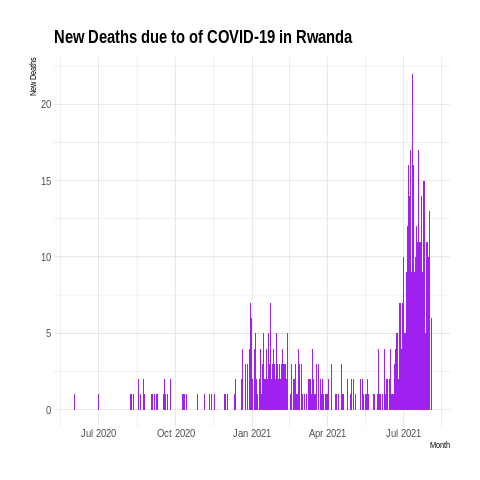 New Deaths due to of COVID-19 in Rwanda
New Deaths
20
15
10
5
0
Jul 2020 Oct 2020 Jan 2021 Apr 2021 Jul 2021
Month